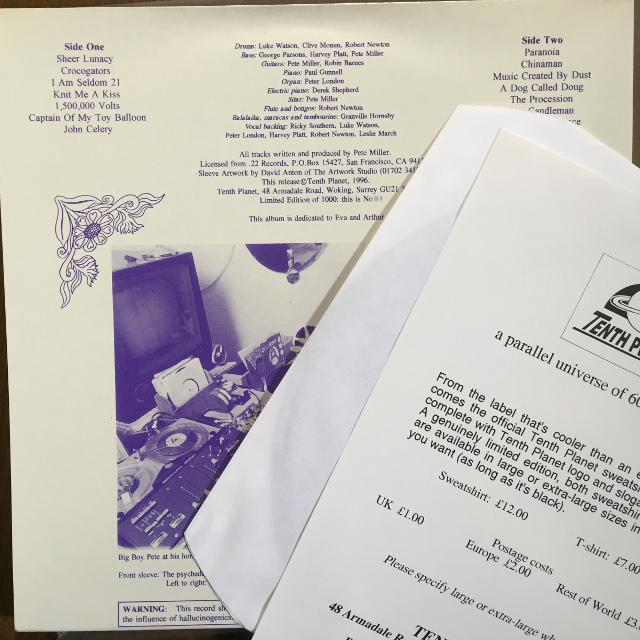 Side One
Sheer Lunacy
Crocogators
I Am Seldom 21
Knit Me A Kiss
1,500,000 Volts
Captain Of My Toy Balloon
John Celery
Drums: Luke Watson, Clive Monen, Robert Newton
Bass: George Parsons, Harvey Platt, Pete Miller
Guitars: Pete Miller, Robin Barnes
Piano: Paul Gunnell
Organ: Peter London
Electric piano: Derek Shepherd
Sitar: Pete Miller
Flute and bongos: Robert Newton
Balalaika, maracas and tambourine: Granville Hornsby
Vocal backing: Ricky Southern, Luke Watson,
Peter London, Harvey Platt, Robert Newton, Leslie March
All tracks written and produced by Pete Miller.
Licensed from .22 Records, P.O.Box 15427, San Francisco, CA
Sleeve Artwork by David Anton of The Artwork Studio (01702
This release©Tenth Planet, 1996.
Tenth Planet, 48 Armadale Road, Woking, Surrey GU21
Limited Edition of 1000: this is No
This album is dedicated to Eva and Arthur
Side Two
Paranoia
Chinaman
Music Created By Dust
A Dog Called Doug
The Procession
Candleman
Big Boy Pete at his
Front sleeve: The
Left to right:
WARNING: This record
the influence of hallucinogenics.
TENTH
a parallel universe of
From the label that's cooler than an
comes the official Tenth Planet
complete with Tenth Planet logo and
A genuinely limited edition, both
are available in large or extra-large sizes in
you want (as long as it's black).
Sweatshirt: £12.00
T-shirt: £7.00
Postage costs
UK £1.00
Europe £2.00
Rest of World
Please specify large or extra-large
48 Armadale